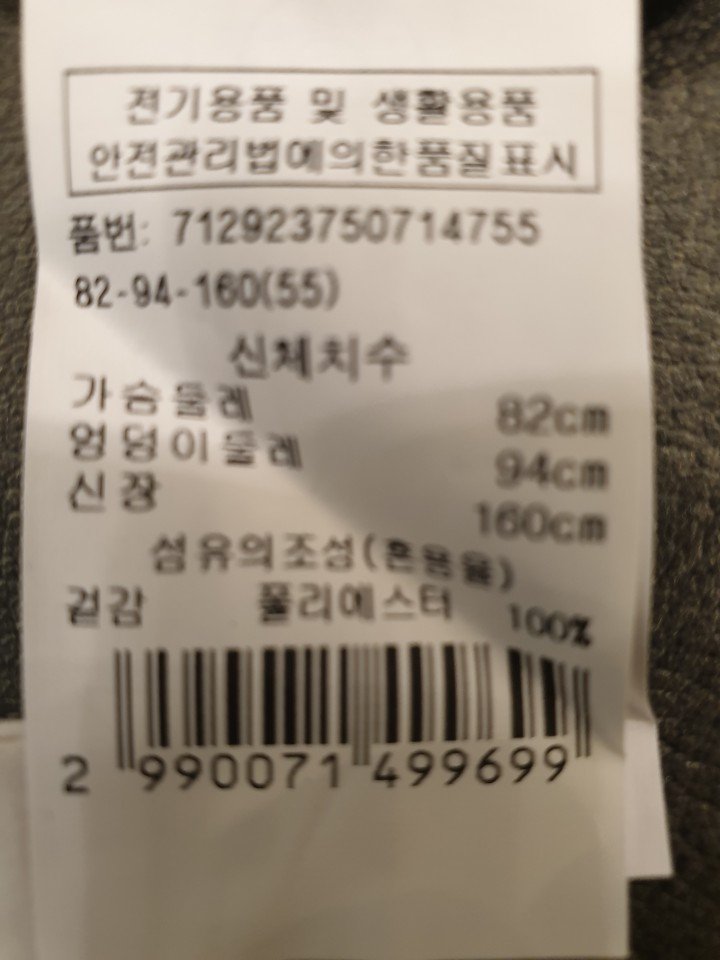 전기용품 및 생활용품
안전관리법에의한품질표시
품번: 712923750714755
82-94-160(55)
신체치수
가슴둘레 82cm
엉덩이둘레 94cm
신장 160cm
섬유의조성(혼용율)
겉감 폴리에스터 100%
2 990071 499699